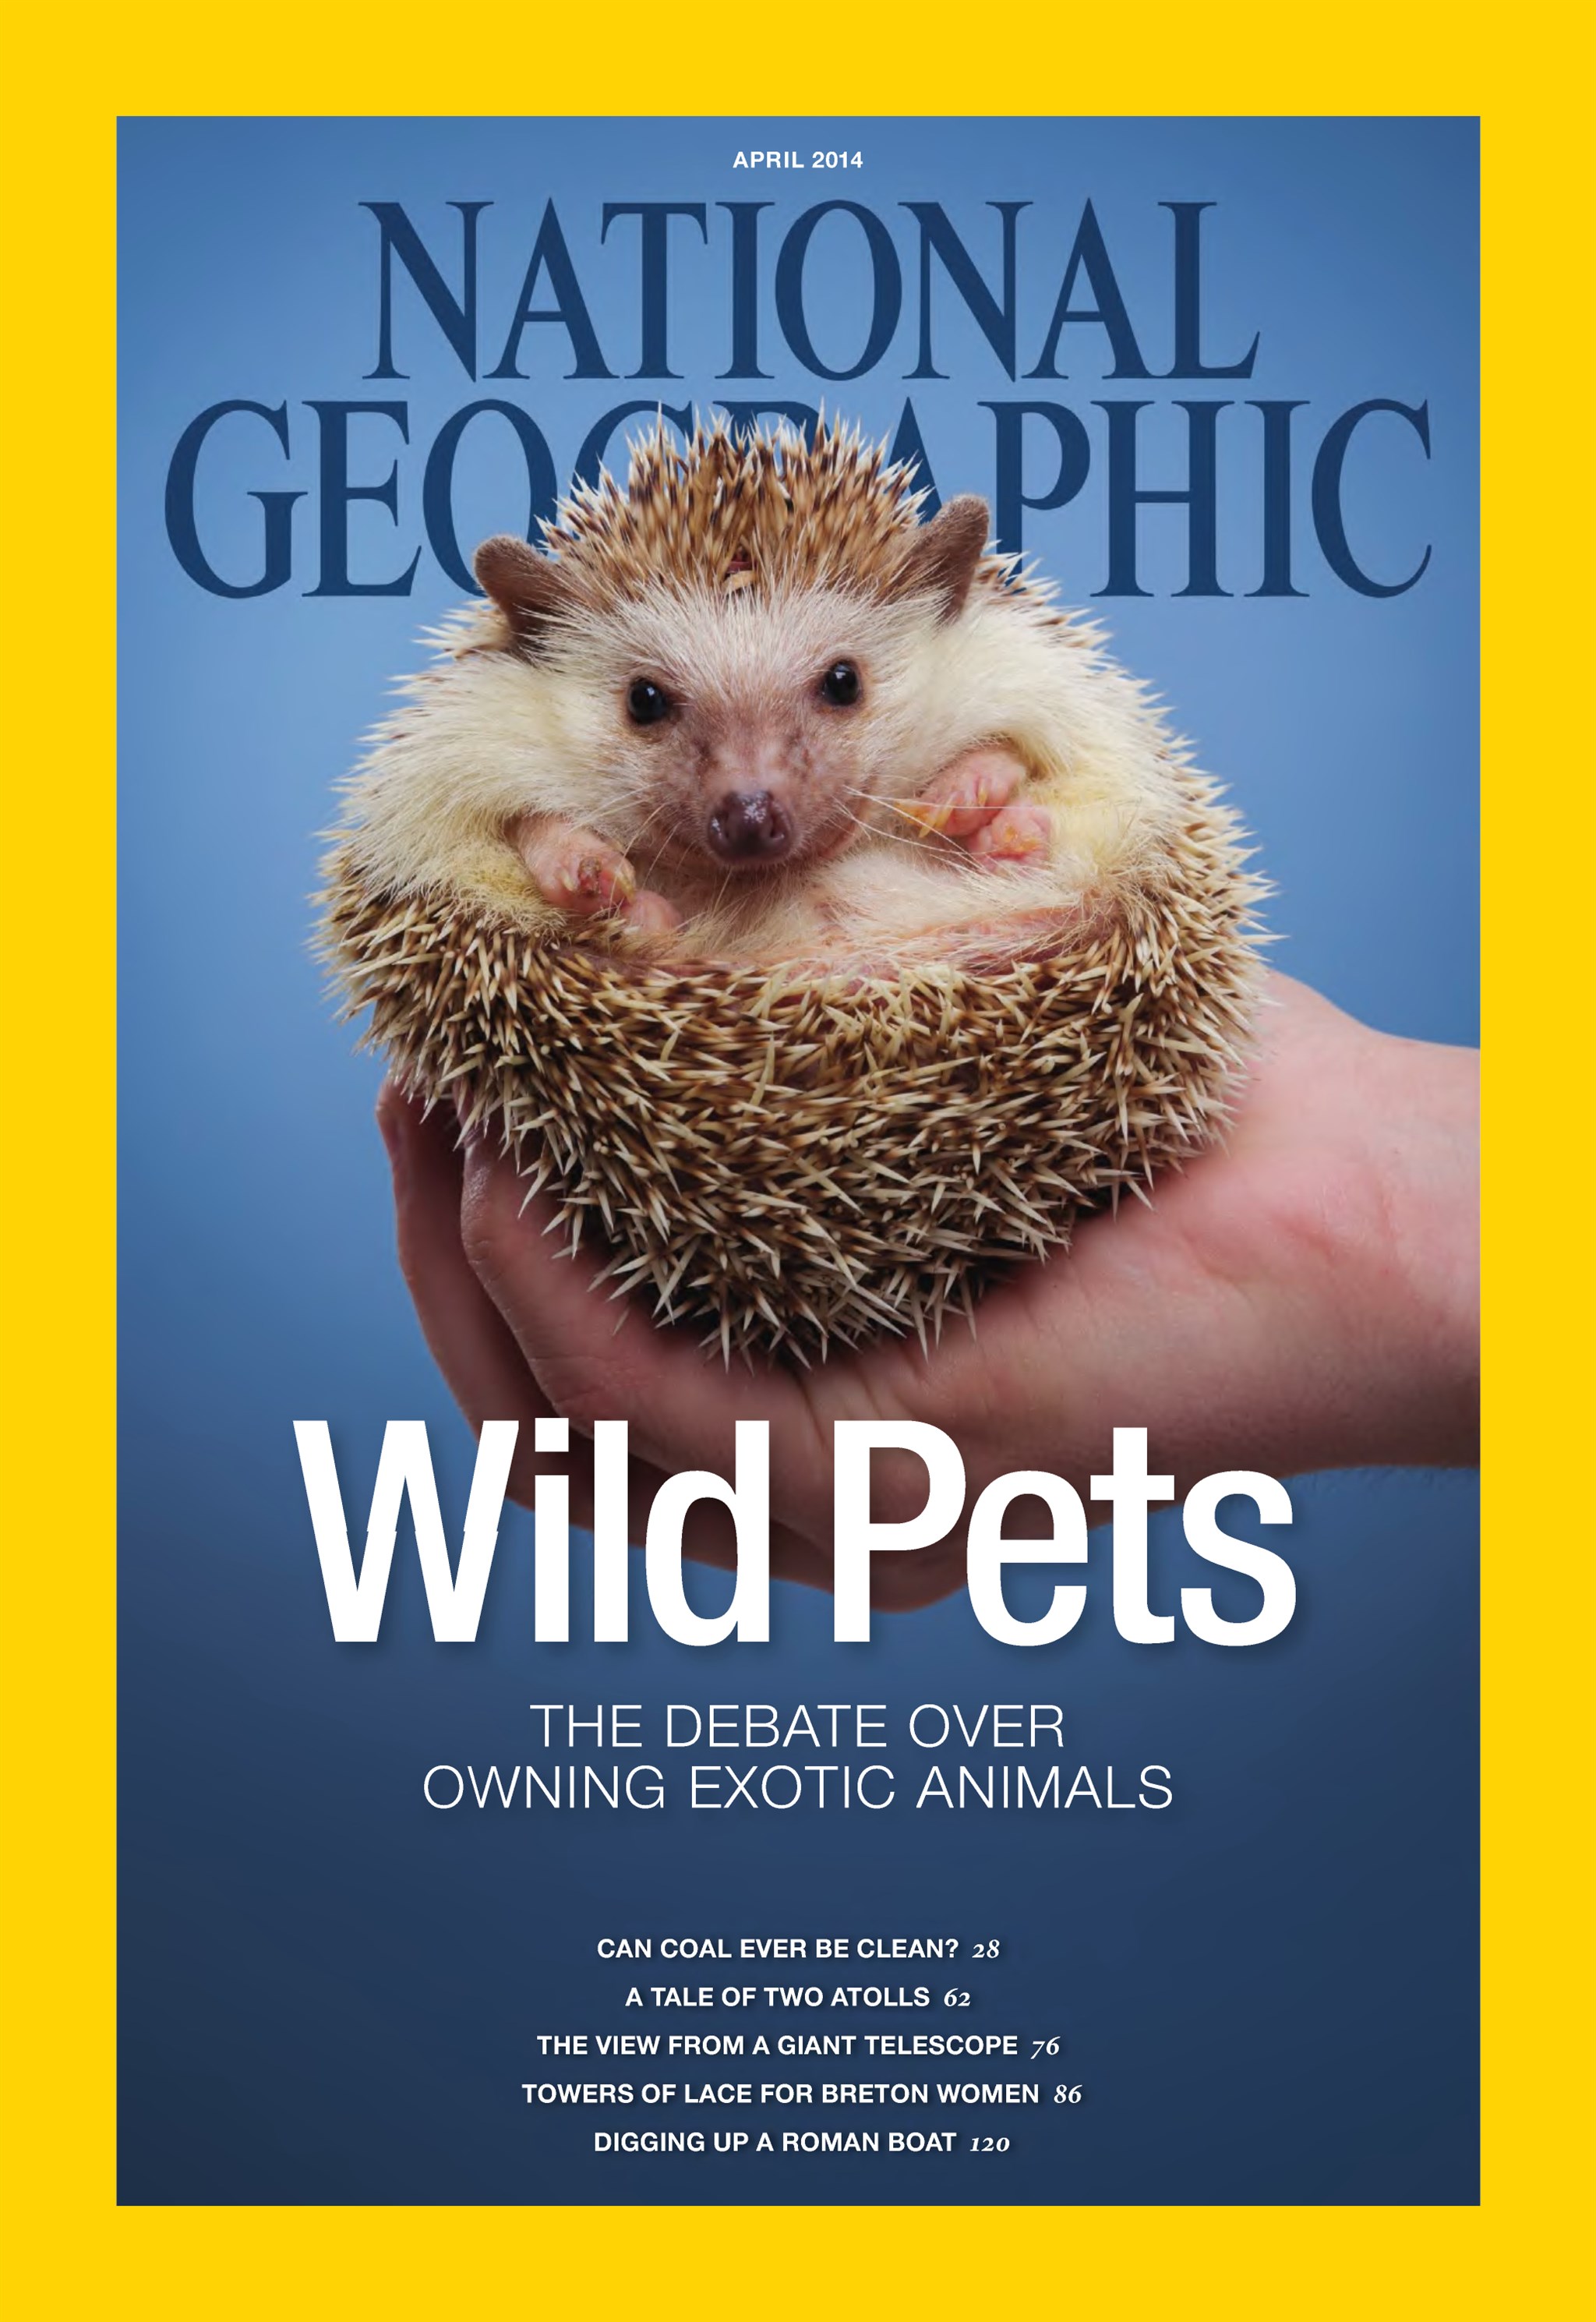 APRIL 2014
NATIONAL
GEOGRAPHIC
Wild Pets
THE DEBATE OVER
OWNING EXOTIC ANIMALS
CAN COAL EVER BE CLEAN? 28
A TALE OF TWO ATOLLS 62
THE VIEW FROM A GIANT TELESCOPE 76
TOWERS OF LACE FOR BRETON WOMEN 86
DIGGING UP A ROMAN BOAT 120